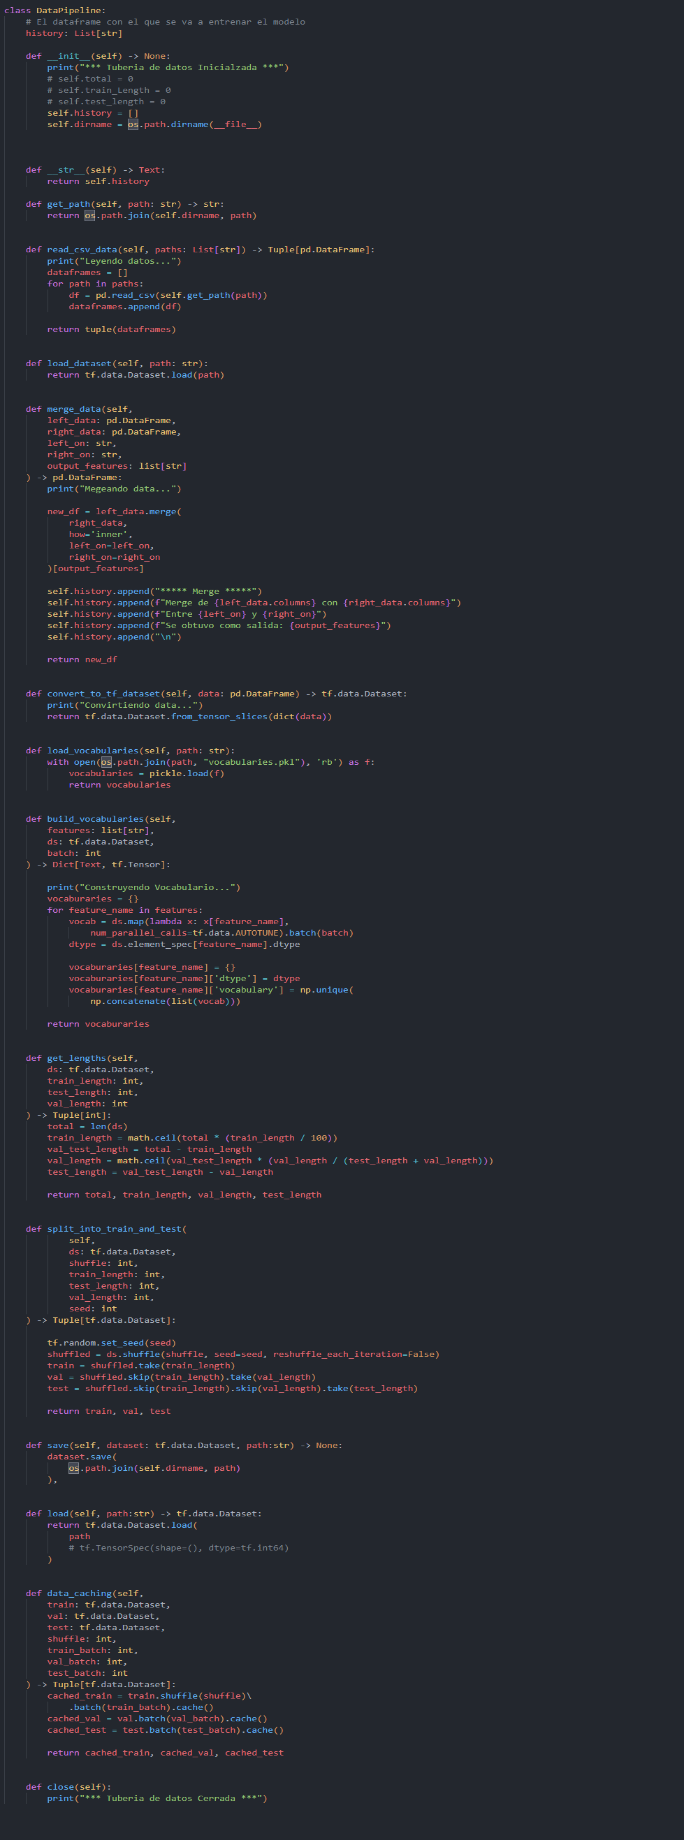 class DataPipeline:
    # El dataframe con el que se va a entrenar el modelo
    history: List[str]
    def __init__(self) -> None:
        print("*** Tuberia de datos Inicialzada ***")
        # self.total = 0
        # self.train_Length = 0
        # self.test_length = 0
        self.history = []
        self.dirname = os.path.dirname(__file__)
    def __str__(self) -> Text:
        return self.history
    def get_path(self, path: str) -> str:
        return os.path.join(self.dirname, path)
    def read_csv_data(self, paths: List[str]) -> Tuple[pd.DataFrame]:
        print("Leyendo datos...")
        dataframes = []
        for path in paths:
            df = pd.read_csv(self.get_path(path))
            dataframes.append(df)
        return tuple(dataframes)
    def load_dataset(self, path: str):
        return tf.data.Dataset.load(path)
    def merge_data(self,
        left_data: pd.DataFrame,
        right_data: pd.DataFrame,
        left_on: str,
        right_on: str,
        output_features: list[str]
    ) -> pd.DataFrame:
        print("Megeando data...")
        new_df = left_data.merge(
            right_data,
            how='inner',
            left_on=left_on,
            right_on=right_on
        )[output_features]
        self.history.append("***** Merge *****")
        self.history.append(f"Merge de {left_data.columns} con {right_data.columns}")
        self.history.append(f"Entre {left_on} y {right_on}")
        self.history.append(f"Se obtuvo como salida: {output_features}")
        self.history.append("\n")
        return new_df
    def convert_to_tf_dataset(self, data: pd.DataFrame) -> tf.data.Dataset:
        print("Convirtiendo data...")
        return tf.data.Dataset.from_tensor_slices(dict(data))
    def load_vocabularies(self, path: str):
        with open(os.path.join(path, "vocabularies.pkl"), 'rb') as f:
            vocabularies = pickle.load(f)
            return vocabularies
    def build_vocabularies(self,
        features: list[str],
        ds: tf.data.Dataset,
        batch: int
    ) -> Dict[Text, tf.Tensor]:
        print("Construyendo Vocabulario...")
        vocaburaries = {}
        for feature_name in features:
            vocab = ds.map(lambda x: x[feature_name],
                num_parallel_calls=tf.data.AUTOTUNE).batch(batch)
            dtype = ds.element_spec[feature_name].dtype
            vocaburaries[feature_name] = {}
            vocaburaries[feature_name]['dtype'] = dtype
            vocaburaries[feature_name]['vocabulary'] = np.unique(
                np.concatenate(list(vocab)))
        return vocaburaries
    def get_lengths(self,
        ds: tf.data.Dataset,
        train_length: int,
        test_length: int,
        val_length: int
    ) -> Tuple[int]:
        total = len(ds)
        train_length = math.ceil(total * (train_length / 100))
        val_test_length = total - train_length
        val_length = math.ceil(val_test_length * (val_length / (test_length + val_length)))
        test_length = val_test_length - val_length
        return total, train_length, val_length, test_length
    def split_into_train_and_test(
            self,
            ds: tf.data.Dataset,
            shuffle: int,
            train_length: int,
            test_length: int,
            val_length: int,
            seed: int
    ) -> Tuple[tf.data.Dataset]:
        tf.random.set_seed(seed)
        shuffled = ds.shuffle(shuffle, seed=seed, reshuffle_each_iteration=False)
        train = shuffled.take(train_length)
        val = shuffled.skip(train_length).take(val_length)
        test = shuffled.skip(train_length).skip(val_length).take(test_length)
        return train, val, test
    def save(self, dataset: tf.data.Dataset, path:str) -> None:
        dataset.save(
            os.path.join(self.dirname, path)
        ),
    def load(self, path:str) -> tf.data.Dataset:
        return tf.data.Dataset.load(
            path
            # tf.TensorSpec(shape=(), dtype=tf.int64)
        )
    def data_caching(self,
        train: tf.data.Dataset,
        val: tf.data.Dataset,
        test: tf.data.Dataset,
        shuffle: int,
        train_batch: int,
        val_batch: int,
        test_batch: int
    ) -> Tuple[tf.data.Dataset]:
        cached_train = train.shuffle(shuffle)\
            .batch(train_batch).cache()
        cached_val = val.batch(val_batch).cache()
        cached_test = test.batch(test_batch).cache()
        return cached_train, cached_val, cached_test
    def close(self):
        print("*** Tuberia de datos Cerrada ***")